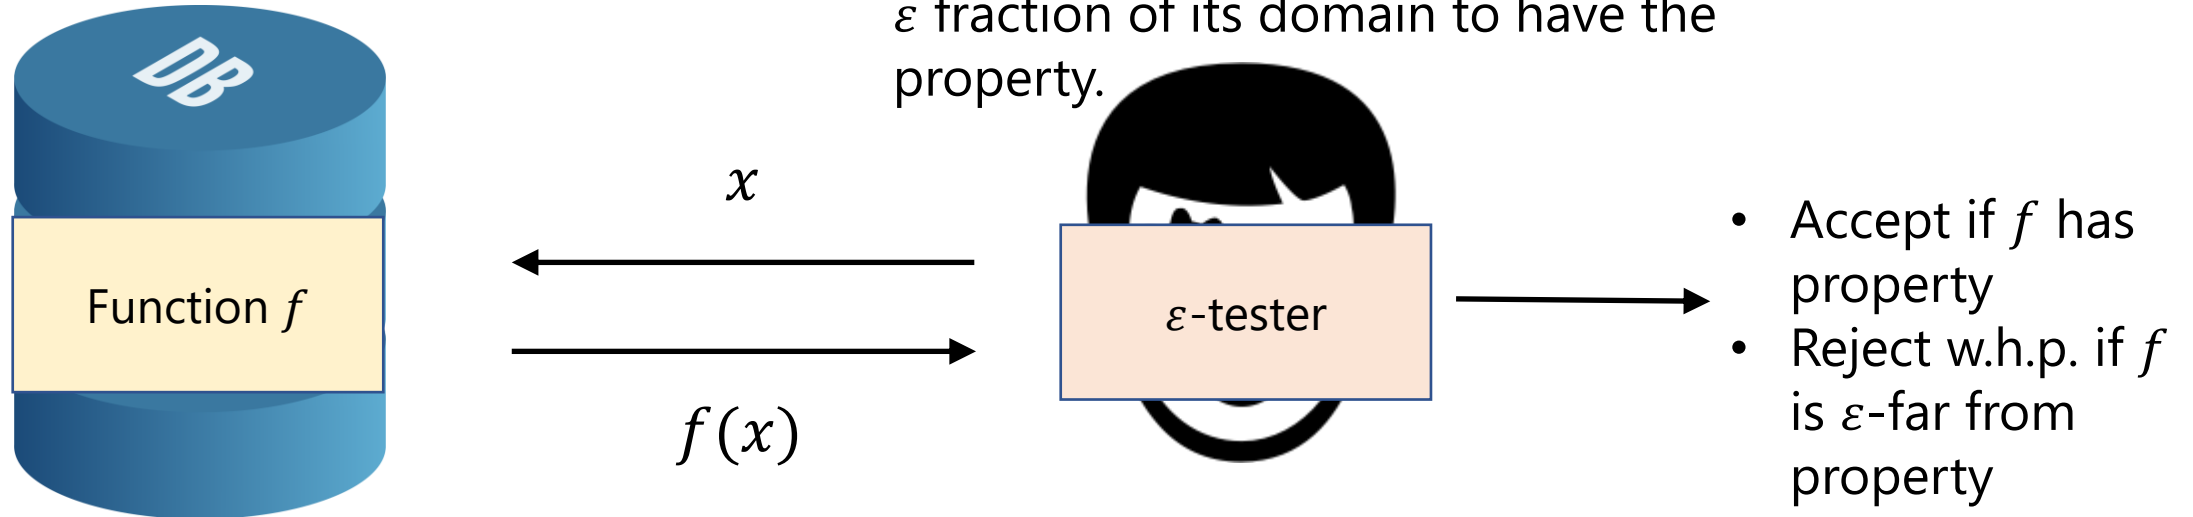 ε fraction of its domain to have the
property.
DB
x
Function f
ε-tester
f(x)
• Accept if f has
property
• Reject w.h.p. if f
is ε-far from
property